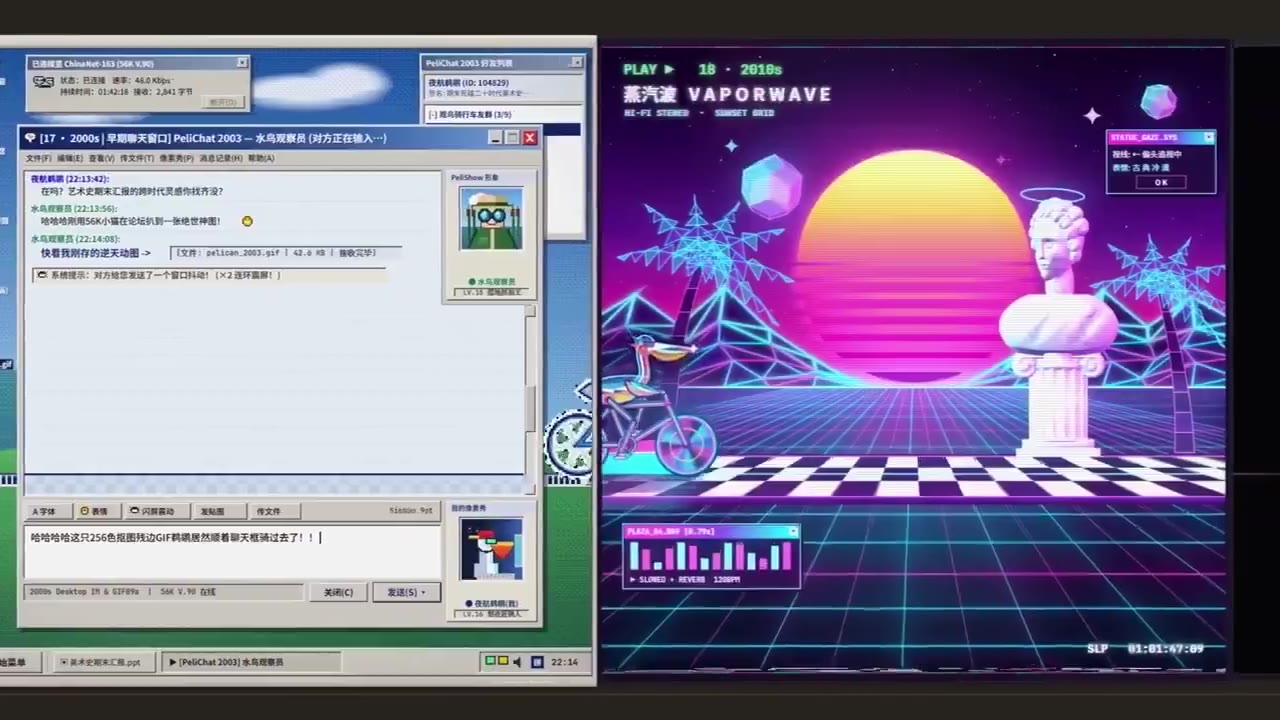 已连接至 ChinaNet-163 (56K V.90)
状态: 已连接 速率: 46.0 Kbps
持续时间: 01:42:18 接收: 2,841 字节
断开(D)
PeliChat 2003 好友列表
夜航鹈鹕 (ID: 104829)
[-] 观鸟骑行车友群 (3/9)
[17 · 2000s | 早期聊天窗口] PeliChat 2003 — 水鸟观察员 (对方正在输入···)
文件(F) 编辑(E) 查看(V) 传文件(T) 像素秀(P) 消息记录(H) 帮助(A)
夜航鹈鹕 (22:13:42):
在吗? 艺术史期末汇报的跨时代灵感你找齐没?
水鸟观察员 (22:13:56):
哈哈哈刚用56K小猫在论坛扒到一张绝世神图!
水鸟观察员 (22:14:08):
快看我刚存的逆天动图 -> [文件: pelican_2003.gif | 42.6 KB | 接收完毕]
系统提示: 对方给您发送了一个窗口抖动! (×2 连环震屏! )
PeliShow 形象
水鸟观察员
A 字体 表情 闪屏震动 发贴图 传文件
Simsun 9pt
哈哈哈哈这只256色抠图残边GIF鹈鹕居然顺着聊天框骑过去了! !
2000s Desktop IM & GIF89a | 56K V.90 在线
关闭(C) 发送(S)
我的像素秀
夜航鹈鹕(我)
始菜单 美术史期末汇报.ppt ▶ [PeliChat 2003] 水鸟观察员 22:14
.gif
PLAY ▶ 18 · 2010s
蒸汽波 VAPORWAVE
HI-FI STEREO · SUNSET GRID
STATUE_GAZE.SYS
视线: ← 偏头追视中
表情: 古典冷漠
OK
▶ SLOWED + REVERB 120BPM
SLP 01:01:47:09